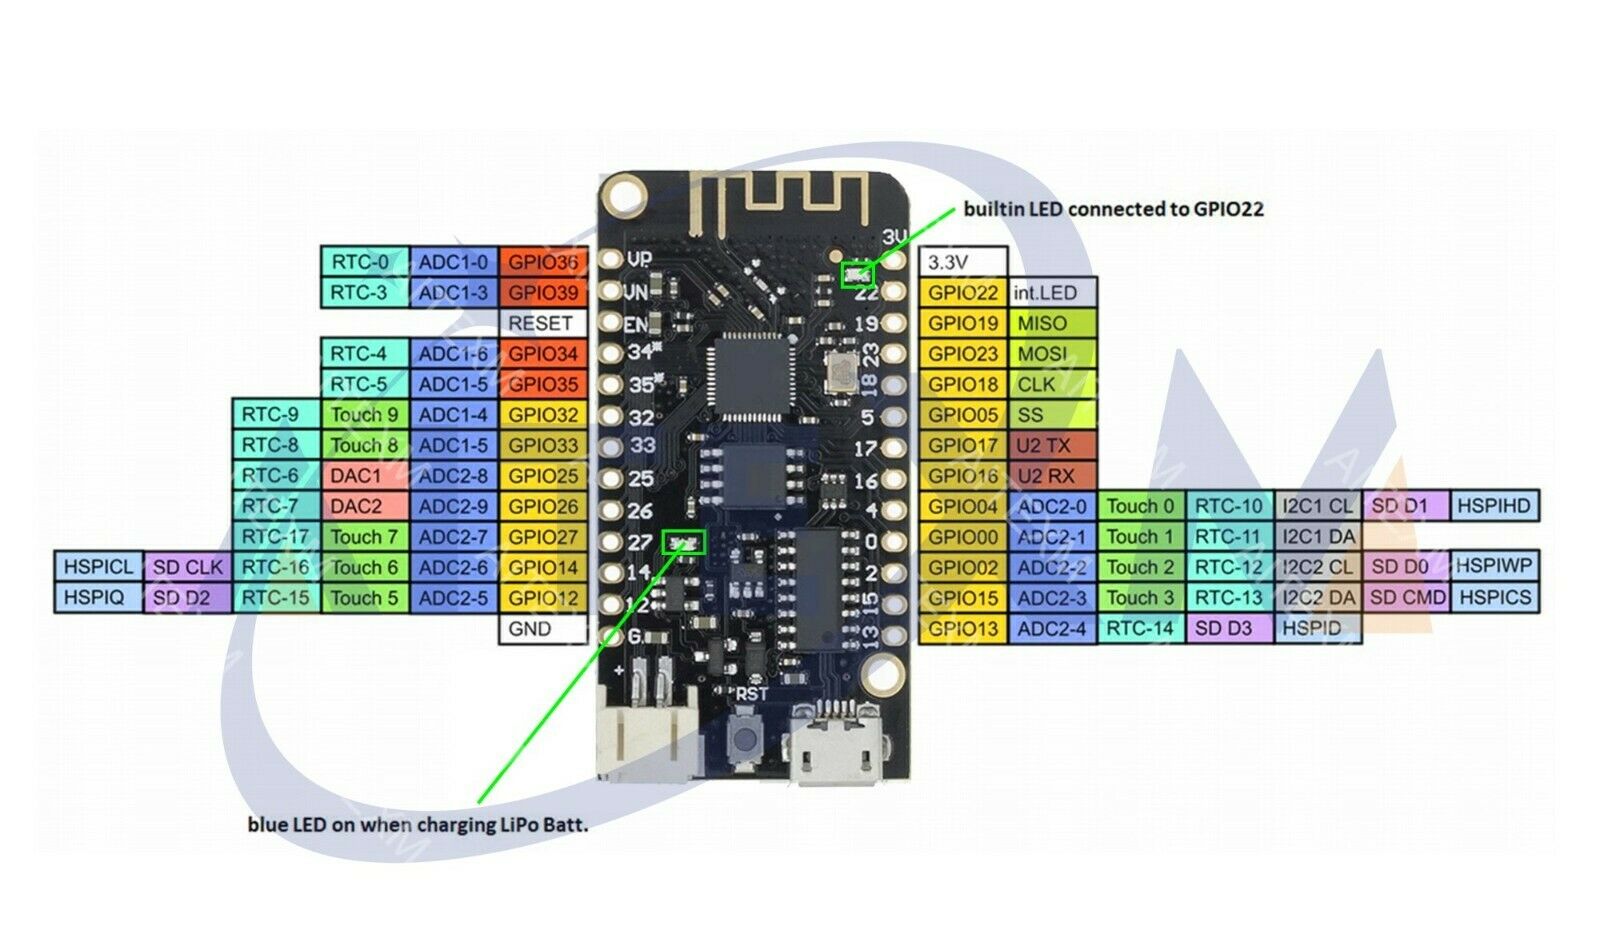 builtin LED connected to GPIO22
3V
RTC-0 ADC1-0 GPIO36 VP 3.3V
RTC-3 ADC1-3 GPIO39 VN 22 GPIO22 int.LED
RESET EN 19 GPIO19 MISO
RTC-4 ADC1-6 GPIO34 34* 23 GPIO23 MOSI
RTC-5 ADC1-5 GPIO35 35* 18 GPIO18 CLK
RTC-9 Touch 9 ADC1-4 GPIO32 32 5 GPIO05 SS
RTC-8 Touch 8 ADC1-5 GPIO33 33 17 GPIO17 U2 TX
RTC-6 DAC1 ADC2-8 GPIO25 25 16 GPIO16 U2 RX
RTC-7 DAC2 ADC2-9 GPIO26 26 4 GPIO04 ADC2-0 Touch 0 RTC-10 I2C1 CL SD D1 HSPIHD
RTC-17 Touch 7 ADC2-7 GPIO27 27 0 GPIO00 ADC2-1 Touch 1 RTC-11 I2C1 DA
HSPICL SD CLK RTC-16 Touch 6 ADC2-6 GPIO14 14 2 GPIO02 ADC2-2 Touch 2 RTC-12 I2C2 CL SD D0 HSPIWP
HSPIQ SD D2 RTC-15 Touch 5 ADC2-5 GPIO12 12 15 GPIO15 ADC2-3 Touch 3 RTC-13 I2C2 DA SD CMD HSPICS
GND G 13 GPIO13 ADC2-4 RTC-14 SD D3 HSPID
+
RST
blue LED on when charging LiPo Batt.